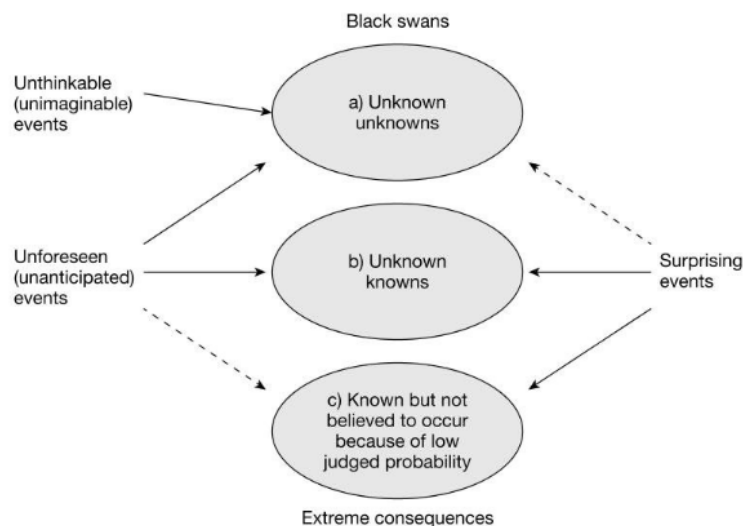 Black swans
Unthinkable
(unimaginable)
events
a) Unknown
unknowns
Unforeseen
(unanticipated)
events
b) Unknown
knowns
Surprising
events
c) Known but not
believed to occur
because of low
judged probability
Extreme consequences